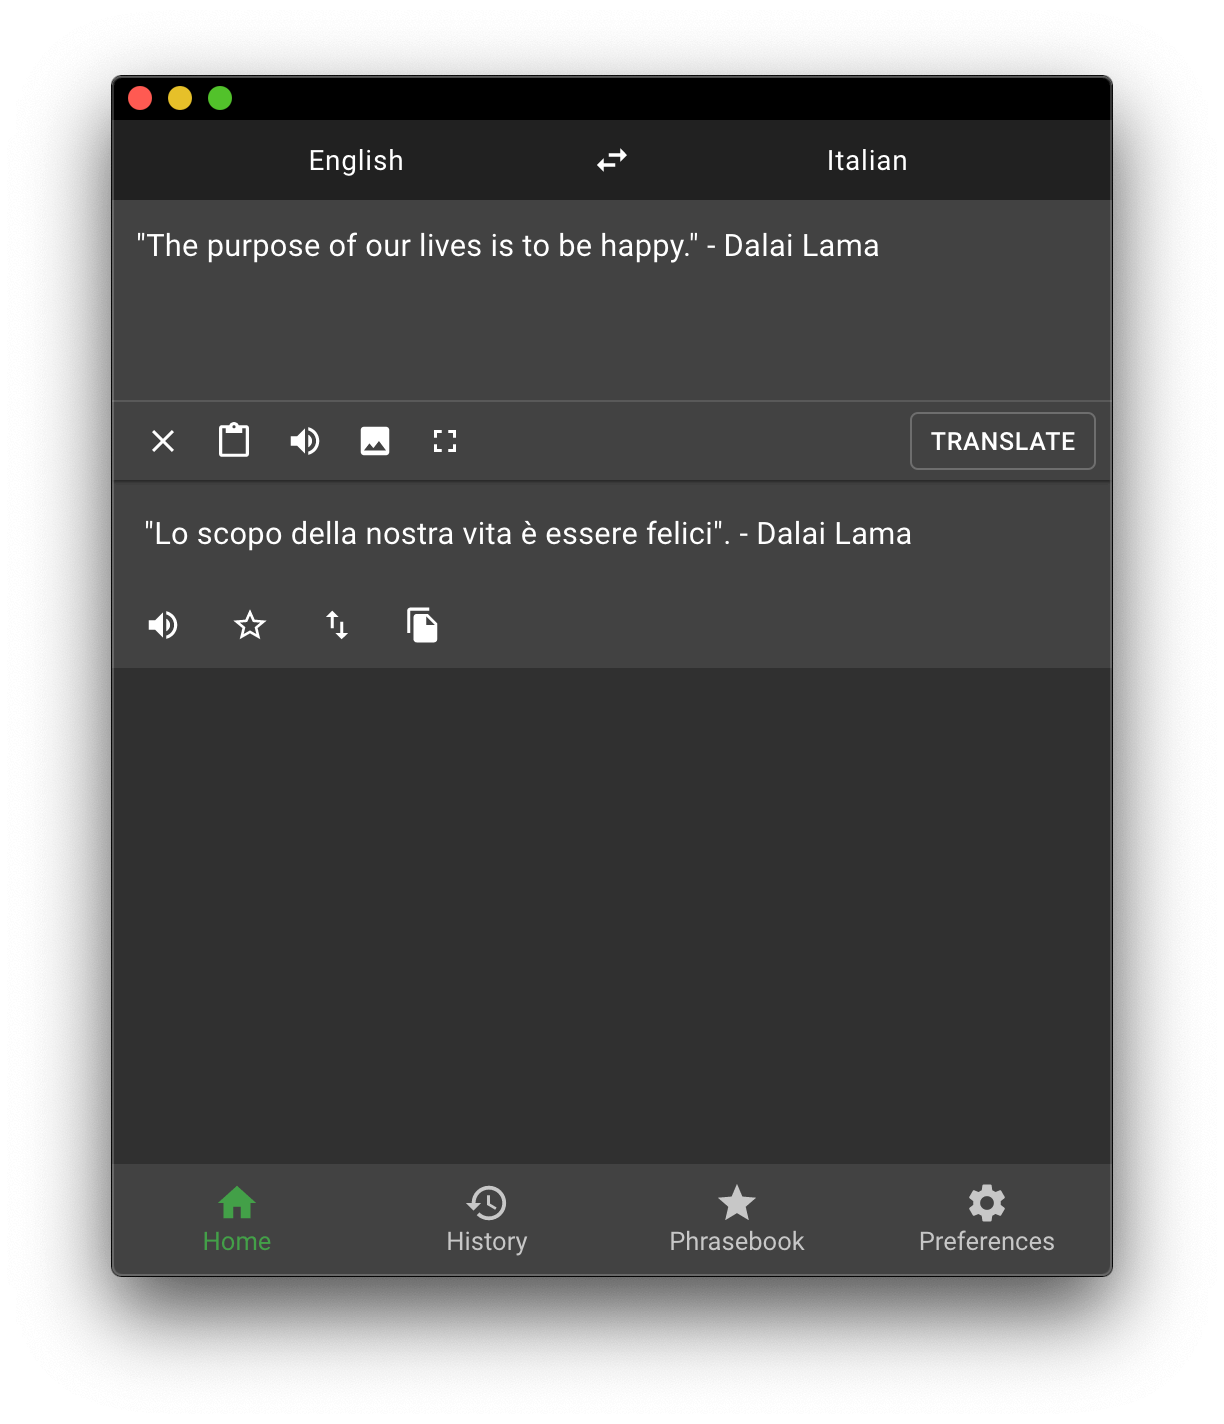 English
Italian
"The purpose of our lives is to be happy." - Dalai Lama
TRANSLATE
"Lo scopo della nostra vita è essere felici". - Dalai Lama
Home
History
Phrasebook
Preferences